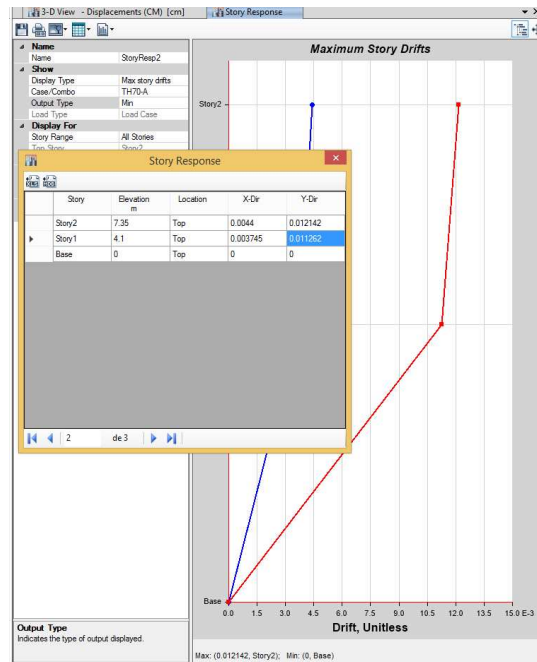 3-D View - Displacements (CM) [cm]
Story Response
Name
Name StoryResp2
Show
Display Type Max story drifts
Case/Combo TH70-A
Output Type Min
Load Type Load Case
Display For
Story Range All Stories
Top Story Story2
Story Response
Story Elevation m Location X-Dir Y-Dir
Story2 7.35 Top 0.0044 0.012142
Story1 4.1 Top 0.003745 0.011262
Base 0 Top 0 0
2 de 3
Output Type
Indicates the type of output displayed.
Maximum Story Drifts
Story2
Base
0.0 1.5 3.0 4.5 6.0 7.5 9.0 10.5 12.0 13.5 15.0 E-3
Drift, Unitless
Max: (0.012142, Story2); Min: (0, Base)